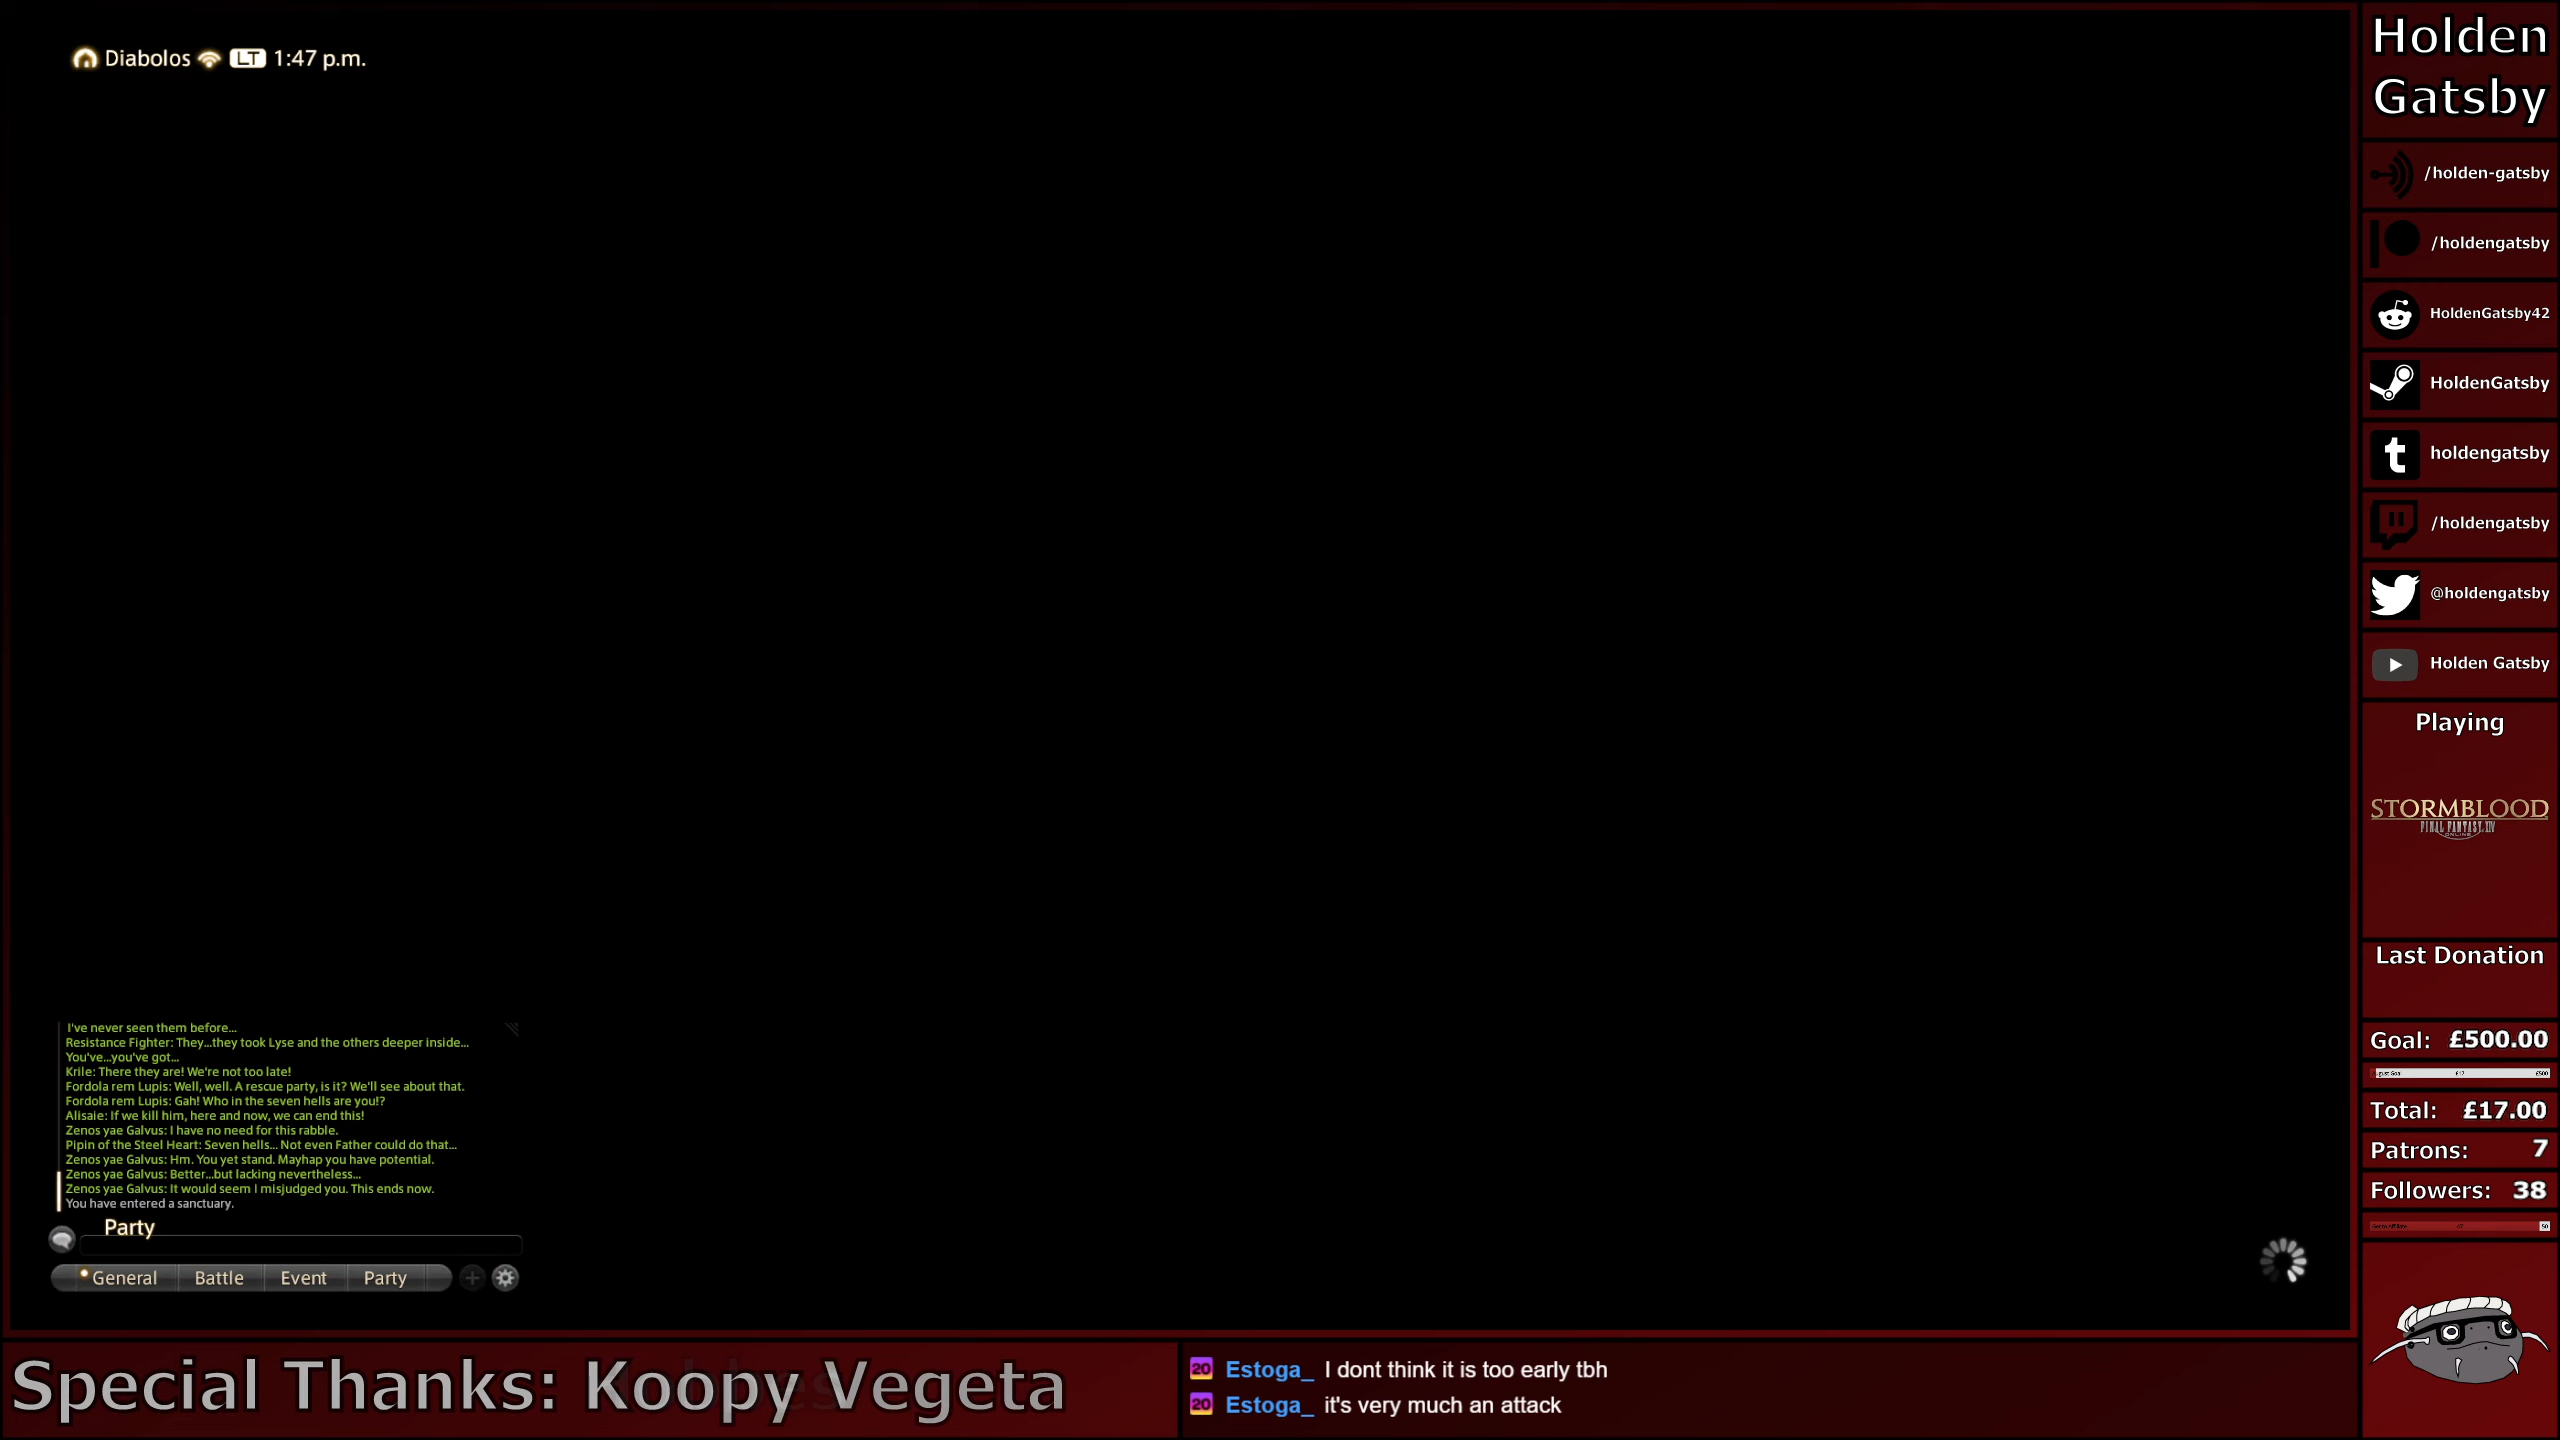 Diabolos LT 1:47 p.m.
I've never seen them before...
Resistance Fighter: They...they took Lyse and the others deeper inside...
You've...you've got...
Krile: There they are! We're not too late!
Fordola rem Lupis: Well, well. A rescue party, is it? We'll see about that.
Fordola rem Lupis: Gah! Who in the seven hells are you!?
Alisaie: If we kill him, here and now, we can end this!
Zenos yae Galvus: I have no need for this rabble.
Pipin of the Steel Heart: Seven hells... Not even Father could do that...
Zenos yae Galvus: Hm. You yet stand. Mayhap you have potential.
Zenos yae Galvus: Better...but lacking nevertheless...
Zenos yae Galvus: It would seem I misjudged you. This ends now.
You have entered a sanctuary.
Party
General Battle Event Party
Special Thanks: Koopy Vegeta
20 Estoga_ I dont think it is too early tbh
20 Estoga_ it's very much an attack
Holden
Gatsby
/holden-gatsby
/holdengatsby
HoldenGatsby42
HoldenGatsby
t holdengatsby
/holdengatsby
@holdengatsby
Holden Gatsby
Playing
STORMBLOOD
FINAL FANTASY XIV
ONLINE
Last Donation
Goal: £500.00
August Goal £17 £500
Total: £17.00
Patrons: 7
Followers: 38
50